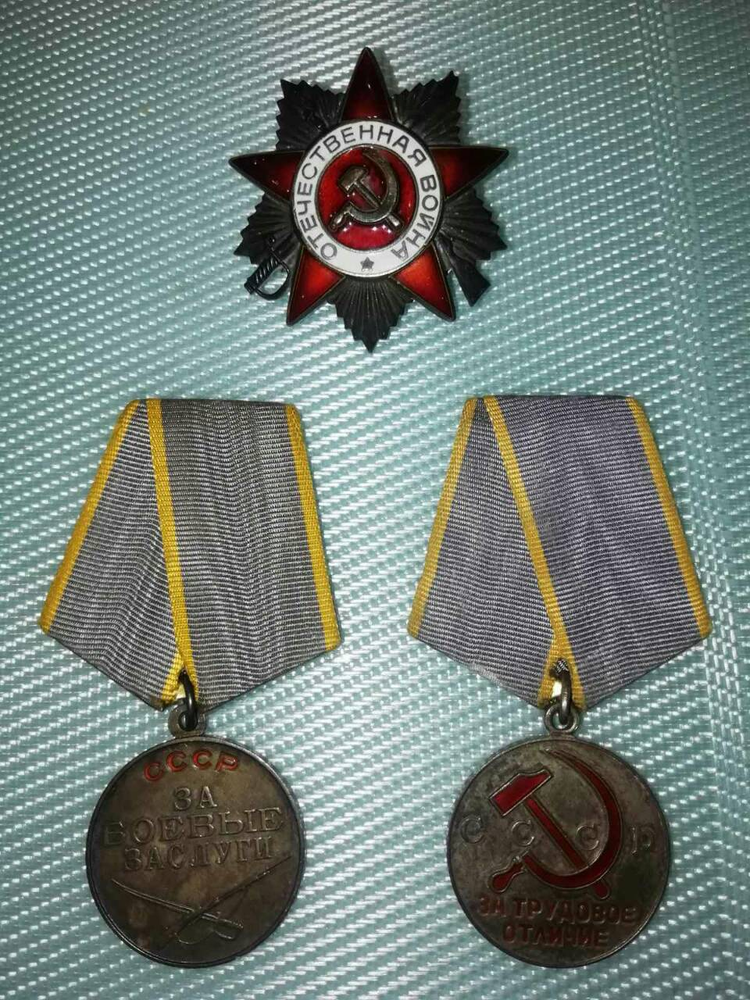 ОТЕЧЕСТВЕННАЯ ВОЙНА
СССР
ЗА
БОЕВЫЕ
ЗАСЛУГИ
СССР
ЗА ТРУДОВОЕ
ОТЛИЧИЕ